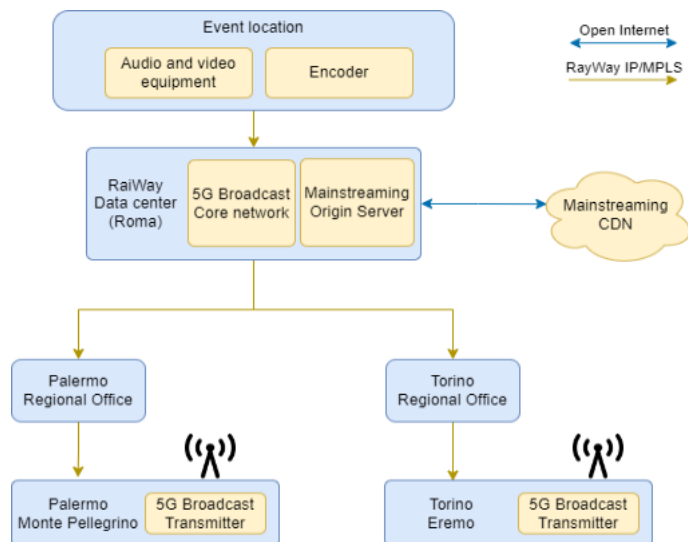 Event location
Audio and video
equipment
Encoder
Open Internet
RayWay IP/MPLS
RaiWay
Data center
(Roma)
5G Broadcast
Core network
Mainstreaming
Origin Server
Mainstreaming
CDN
Palermo
Regional Office
Torino
Regional Office
Palermo
Monte Pellegrino
5G Broadcast
Transmitter
Torino
Eremo
5G Broadcast
Transmitter